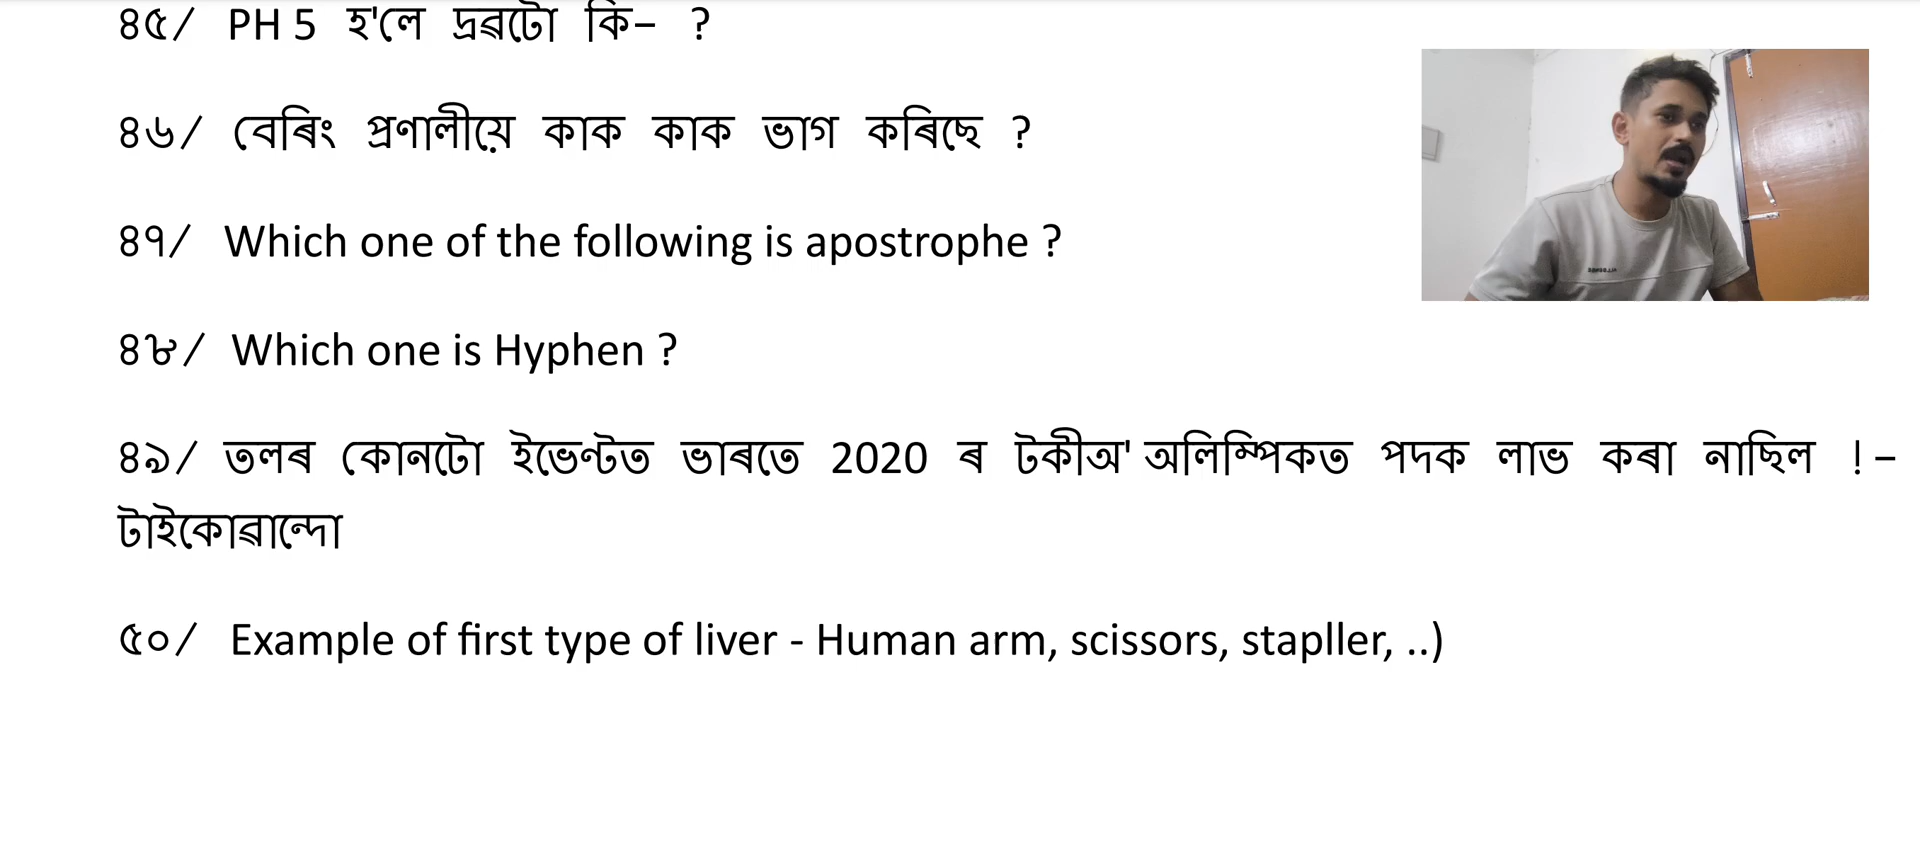 ৪৫/ PH 5 হ'লে দ্ৰৱটো কি– ?
৪৬/ বেৰিং প্ৰণালীয়ে কাক কাক ভাগ কৰিছে ?
৪৭/ Which one of the following is apostrophe ?
৪৮/ Which one is Hyphen ?
৪৯/ তলৰ কোনটো ইভেন্টত ভাৰতে 2020 ৰ টকীঅ' অলিম্পিকত পদক লাভ কৰা নাছিল !–
টাইকোৱান্দো
৫০/ Example of first type of liver - Human arm, scissors, stapller, ..)